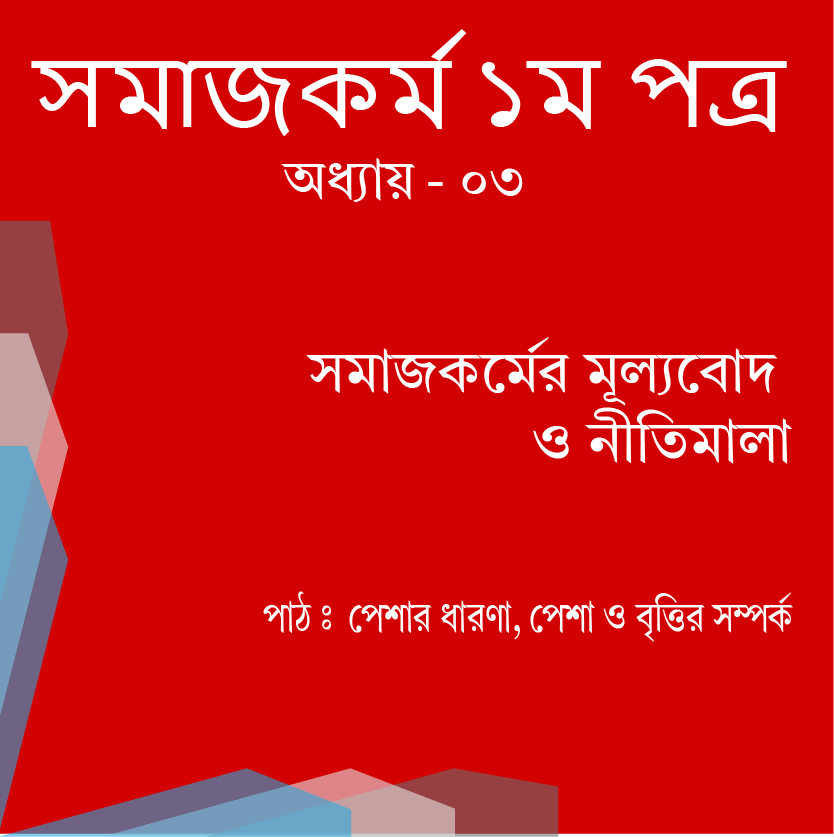 সমাজকর্ম ১ম পত্র
অধ্যায় - ০৩
সমাজকর্মের মূল্যবোদ
ও নীতিমালা
পাঠ ঃ পেশার ধারণা, পেশা ও বৃত্তির সম্পর্ক